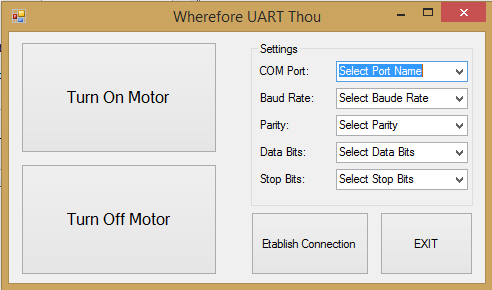 Wherefore UART Thou
Turn On Motor
Turn Off Motor
Settings
COM Port: Select Port Name
Baud Rate: Select Baude Rate
Parity: Select Parity
Data Bits: Select Data Bits
Stop Bits: Select Stop Bits
Etablish Connection
EXIT